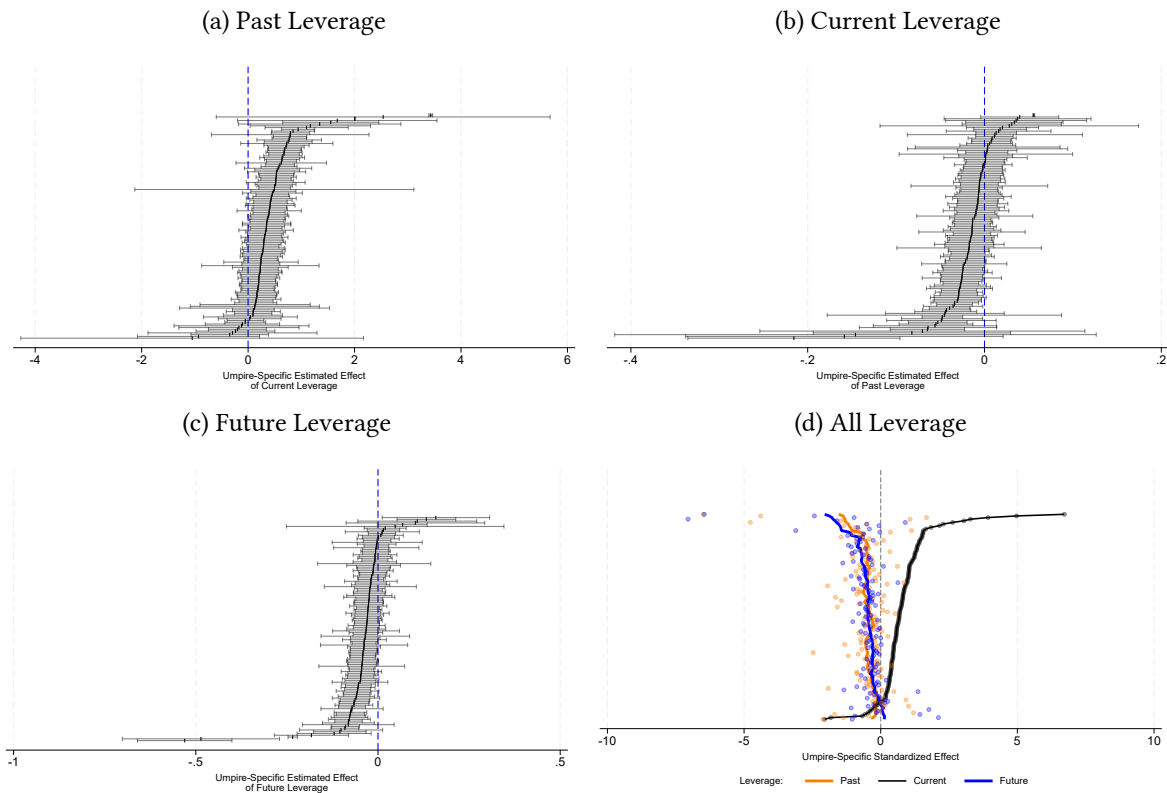 (a) Past Leverage
(b) Current Leverage
-4
-2
0
2
4
6
Umpire-Specific Estimated Effect
of Current Leverage
-.4
-.2
0
.2
Umpire-Specific Estimated Effect
of Past Leverage
(c) Future Leverage
(d) All Leverage
-1
-.5
0
.5
Umpire-Specific Estimated Effect
of Future Leverage
-10
-5
0
5
10
Umpire-Specific Standardized Effect
Leverage: Past Current Future